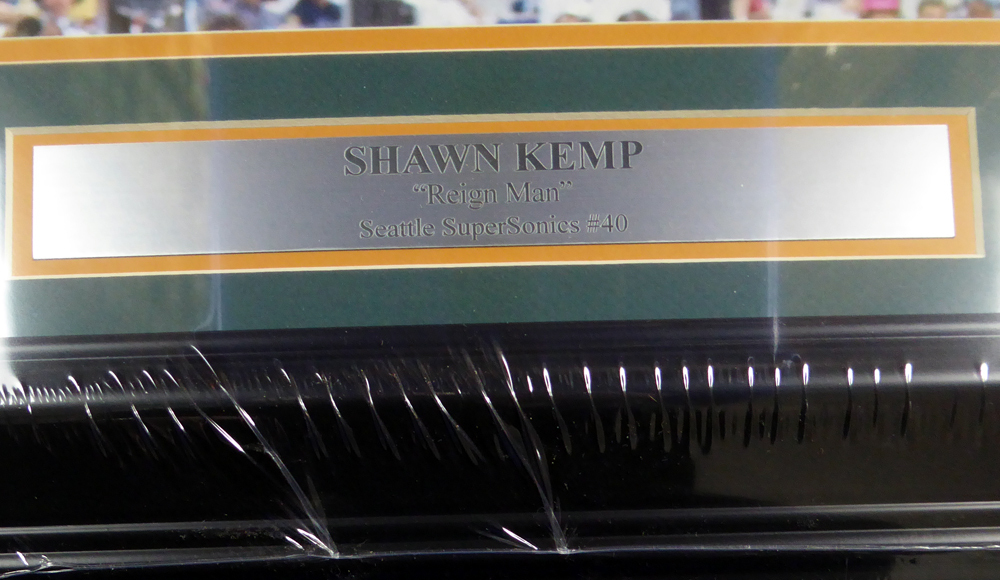 SHAWN KEMP
“Reign Man”
Seattle SuperSonics #40